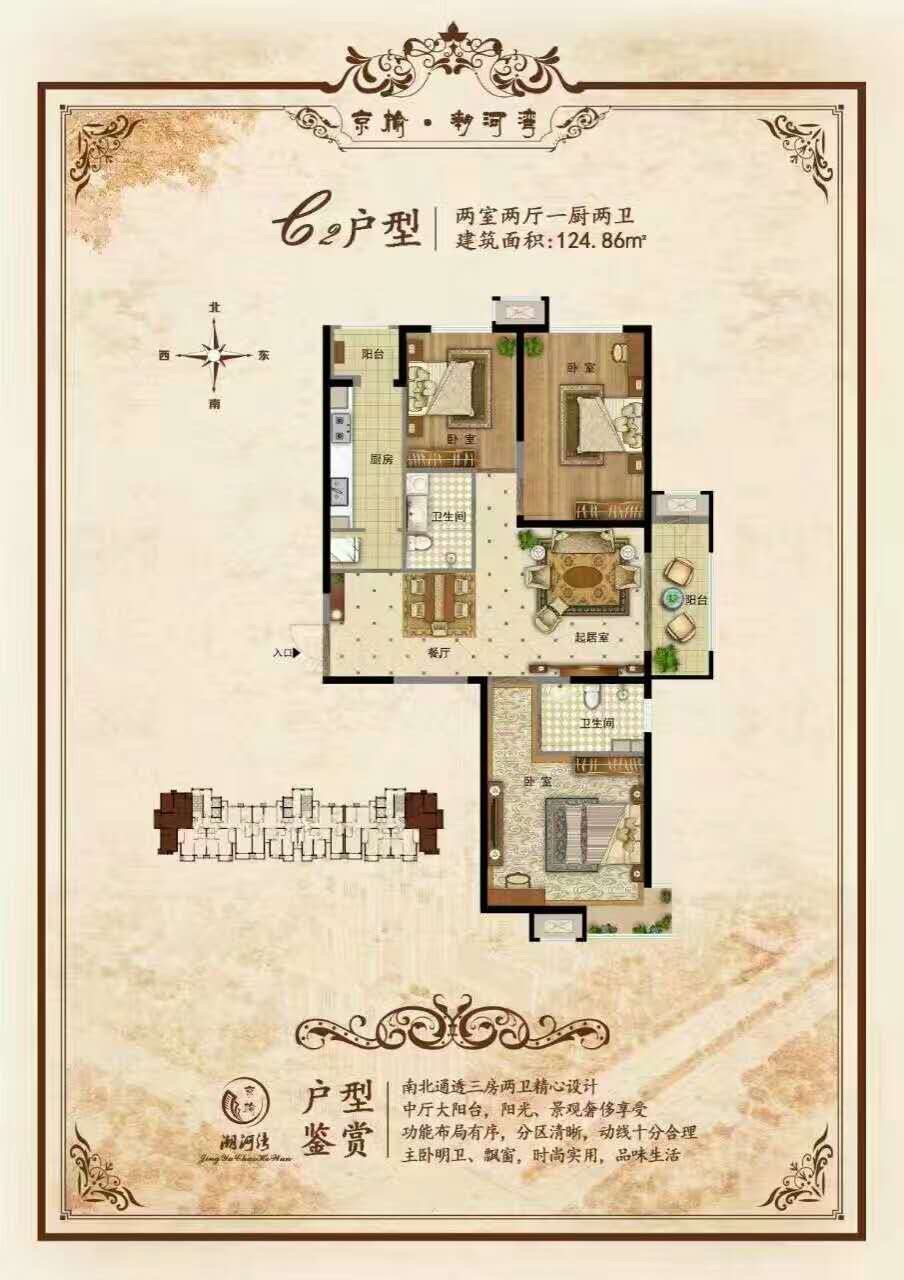 京榆·潮河湾
C2户型
两室两厅一厨两卫
建筑面积:124.86㎡
北
西
东
南
阳台
卧室
卧室
厨房
卫生间
阳台
起居室
餐厅
入口
卫生间
卧室
京榆
潮河湾
JingYuChaoHeWan
户型
鉴赏
南北通透三房两卫精心设计
中厅大阳台，阳光、景观奢侈享受
功能布局有序，分区清晰，动线十分合理
主卧明卫、飘窗，时尚实用，品味生活